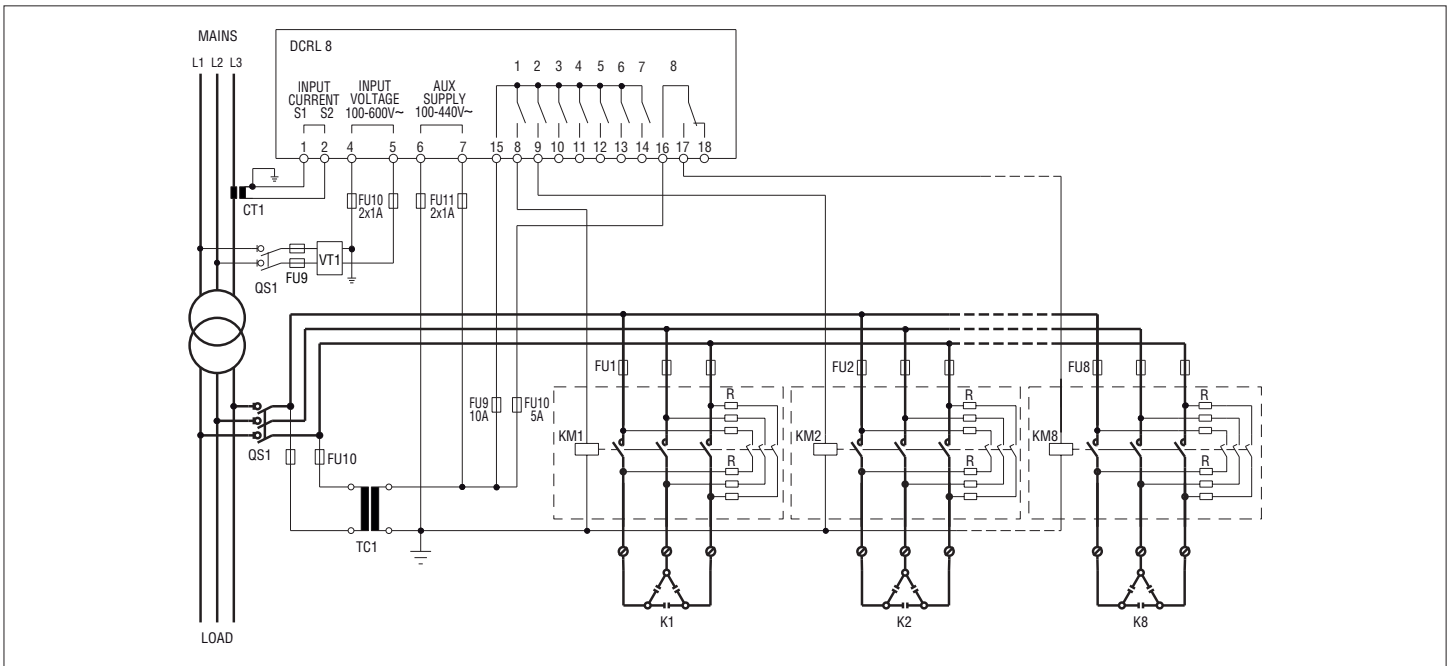 MAINS
L1 L2 L3
DCRL 8
INPUT CURRENT
S1 S2
INPUT VOLTAGE
100-600V~
AUX SUPPLY
100-440V~
1 2 3 4 5 6 7 8
1 2 4 5 6 7 15 8 9 10 11 12 13 14 16 17 18
CT1
FU10
2x1A
FU11
2x1A
VT1
FU9
QS1
FU1
FU2
FU8
FU9
10A
FU10
5A
R
R
R
KM1
KM2
KM8
QS1
FU10
R
R
R
TC1
K1
K2
K8
LOAD